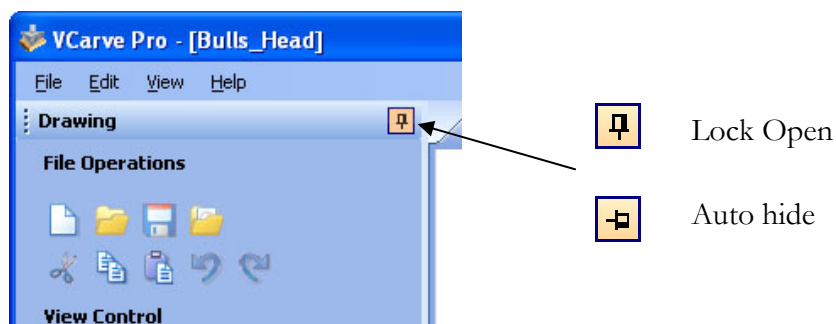 VCarve Pro - [Bulls_Head]
File Edit View Help
Drawing
File Operations
View Control
Lock Open
Auto hide